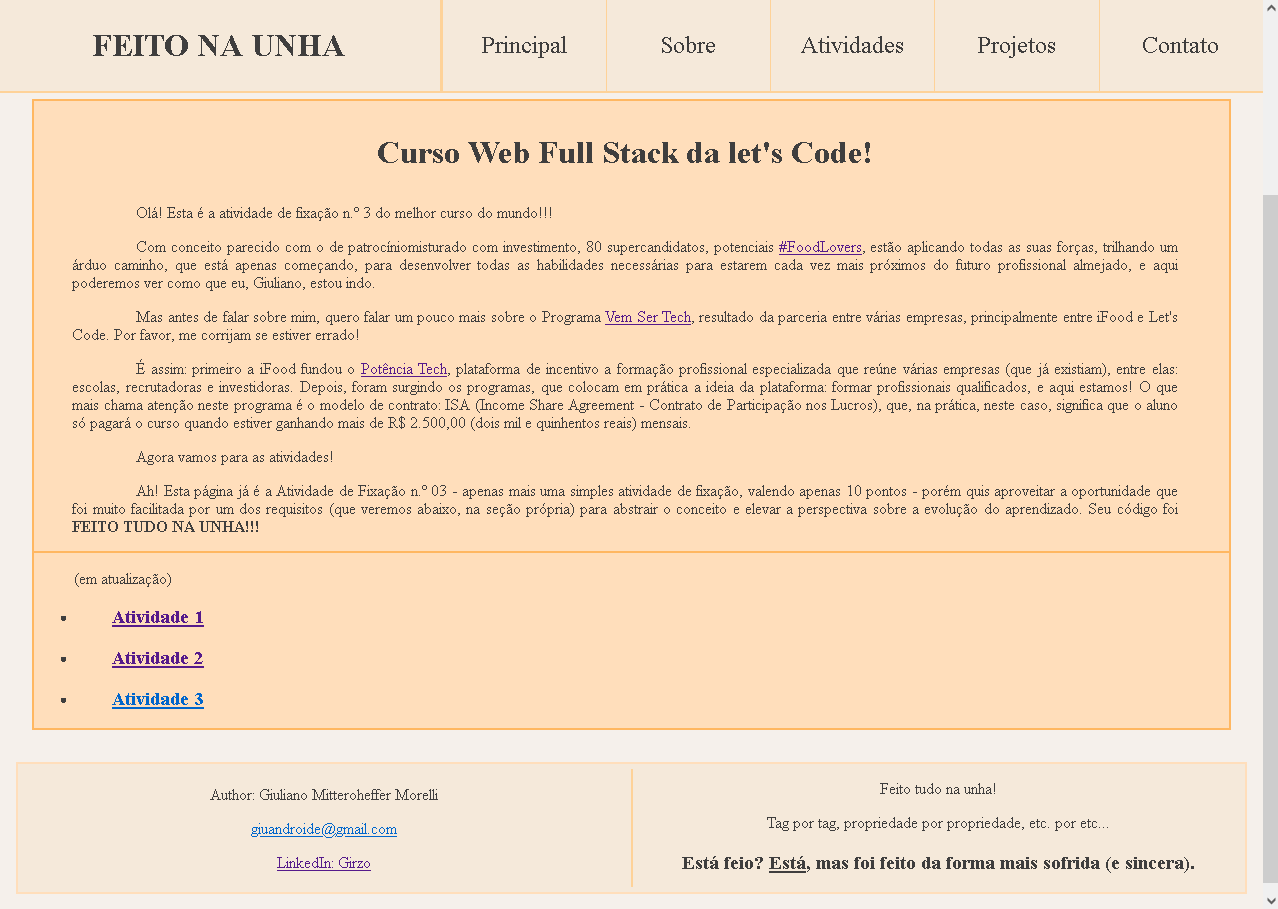 FEITO NA UNHA
Principal
Sobre
Atividades
Projetos
Contato
Curso Web Full Stack da let's Code!
Olá! Esta é a atividade de fixação n.º 3 do melhor curso do mundo!!!
Com conceito parecido com o de patrocíniomisturado com investimento, 80 supercandidatos, potenciais #FoodLovers, estão aplicando todas as suas forças, trilhando um
árduo caminho, que está apenas começando, para desenvolver todas as habilidades necessárias para estarem cada vez mais próximos do futuro profissional almejado, e aqui
poderemos ver como que eu, Giuliano, estou indo.
Mas antes de falar sobre mim, quero falar um pouco mais sobre o Programa Vem Ser Tech, resultado da parceria entre várias empresas, principalmente entre iFood e Let's
Code. Por favor, me corrijam se estiver errado!
É assim: primeiro a iFood fundou o Potência Tech, plataforma de incentivo a formação profissional especializada que reúne várias empresas (que já existiam), entre elas:
escolas, recrutadoras e investidoras. Depois, foram surgindo os programas, que colocam em prática a ideia da plataforma: formar profissionais qualificados, e aqui estamos! O que
mais chama atenção neste programa é o modelo de contrato: ISA (Income Share Agreement - Contrato de Participação nos Lucros), que, na prática, neste caso, significa que o aluno
só pagará o curso quando estiver ganhando mais de R$ 2.500,00 (dois mil e quinhentos reais) mensais.
Agora vamos para as atividades!
Ah! Esta página já é a Atividade de Fixação n.º 03 - apenas mais uma simples atividade de fixação, valendo apenas 10 pontos - porém quis aproveitar a oportunidade que
foi muito facilitada por um dos requisitos (que veremos abaixo, na seção própria) para abstrair o conceito e elevar a perspectiva sobre a evolução do aprendizado. Seu código foi
FEITO TUDO NA UNHA!!!
(em atualização)
• Atividade 1
• Atividade 2
• Atividade 3
Author: Giuliano Mitteroheffer Morelli
giuandroide@gmail.com
LinkedIn: Girzo
Feito tudo na unha!
Tag por tag, propriedade por propriedade, etc. por etc...
Está feio? Está, mas foi feito da forma mais sofrida (e sincera).